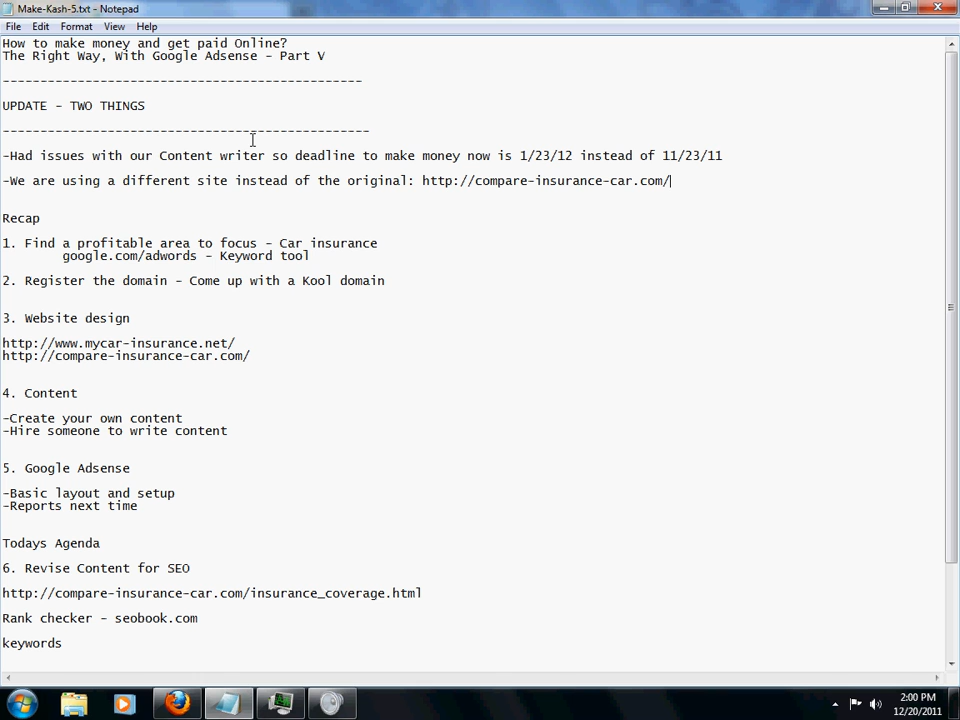 Make-Kash-5.txt - Notepad
File Edit Format View Help
How to make money and get paid Online?
The Right Way, With Google Adsense - Part V
------------------------------------------------
UPDATE - TWO THINGS
-------------------------------------------------
-Had issues with our Content writer so deadline to make money now is 1/23/12 instead of 11/23/11
-We are using a different site instead of the original: http://compare-insurance-car.com/
Recap
1. Find a profitable area to focus - Car insurance
google.com/adwords - Keyword tool
2. Register the domain - Come up with a Kool domain
3. Website design
http://www.mycar-insurance.net/
http://compare-insurance-car.com/
4. Content
-Create your own content
-Hire someone to write content
5. Google Adsense
-Basic layout and setup
-Reports next time
Todays Agenda
6. Revise Content for SEO
http://compare-insurance-car.com/insurance_coverage.html
Rank checker - seobook.com
keywords
2:00 PM
12/20/2011